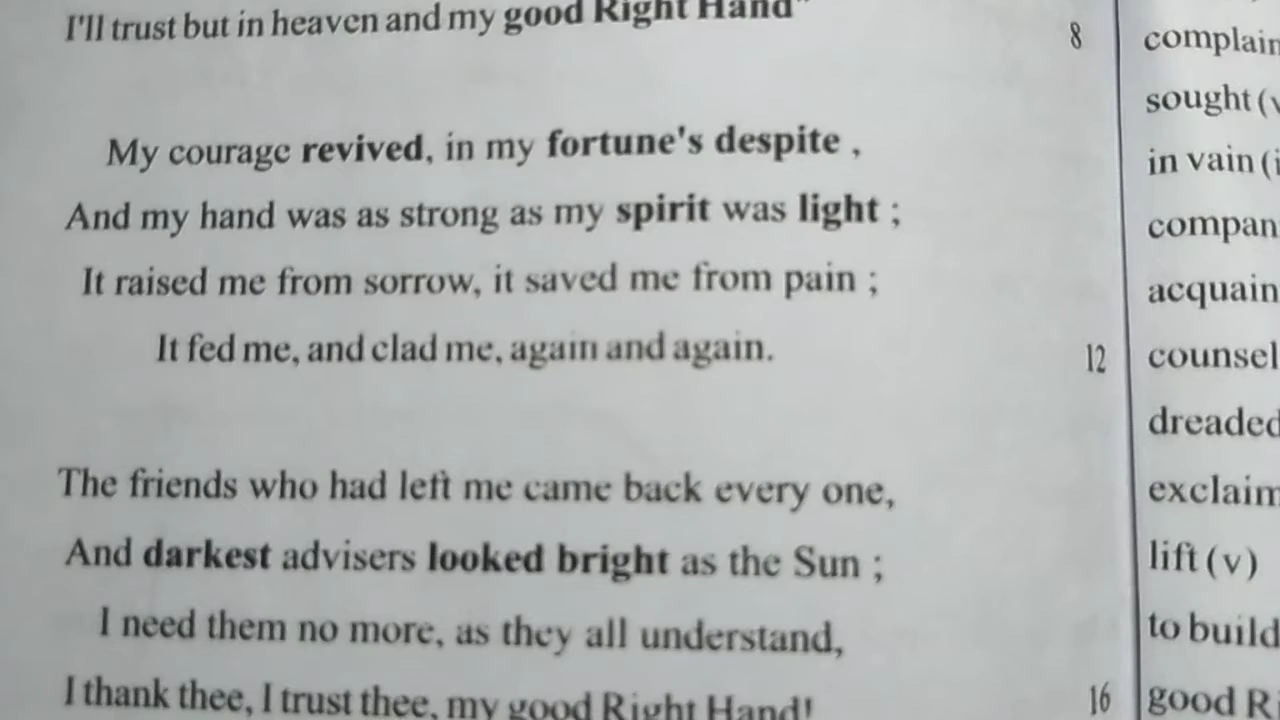 I'll trust but in heaven and my good Right Hand"
8
My courage revived, in my fortune's despite ,
And my hand was as strong as my spirit was light ;
It raised me from sorrow, it saved me from pain ;
It fed me, and clad me, again and again.
12
The friends who had left me came back every one,
And darkest advisers looked bright as the Sun ;
I need them no more, as they all understand,
I thank thee, I trust thee, my good Right Hand!
16
complain
sought (v
in vain (i
compan
acquain
counsel
dreaded
exclaim
lift (v)
to build
good Ri